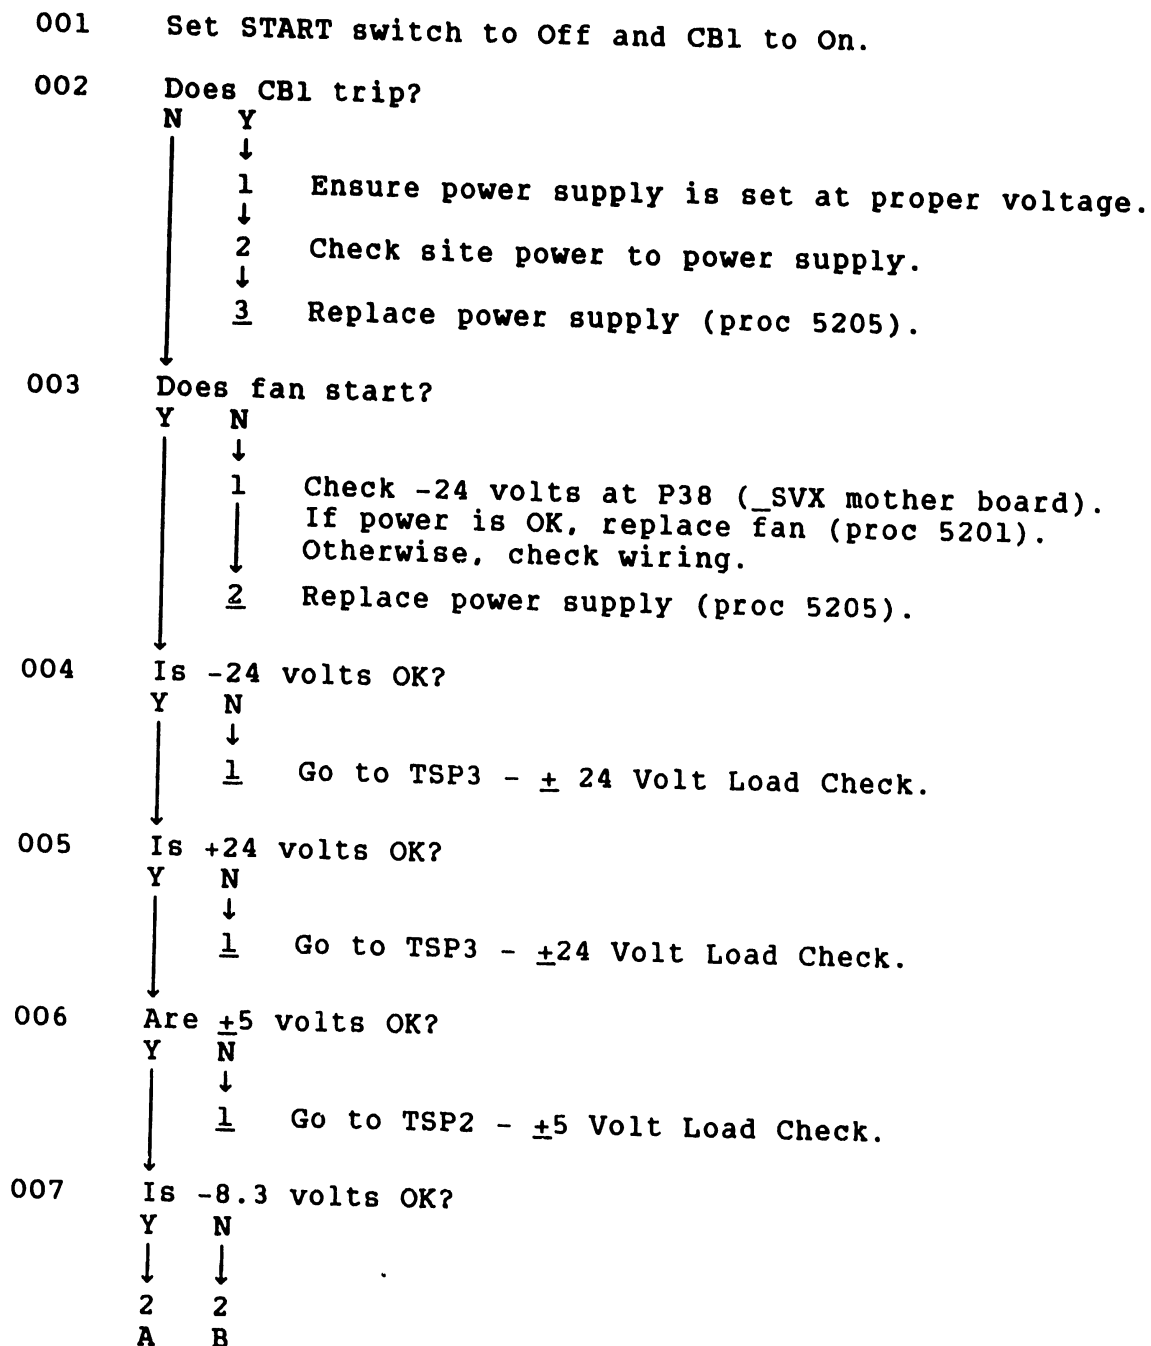 001 Set START switch to Off and CB1 to On.
002 Does CB1 trip?
N Y
1 Ensure power supply is set at proper voltage.
2 Check site power to power supply.
3 Replace power supply (proc 5205).
003 Does fan start?
Y N
1 Check -24 volts at P38 (_SVX mother board).
If power is OK, replace fan (proc 5201).
Otherwise, check wiring.
2 Replace power supply (proc 5205).
004 Is -24 volts OK?
Y N
1 Go to TSP3 - ± 24 Volt Load Check.
005 Is +24 volts OK?
Y N
1 Go to TSP3 - ±24 Volt Load Check.
006 Are ±5 volts OK?
Y N
1 Go to TSP2 - ±5 Volt Load Check.
007 Is -8.3 volts OK?
Y N
2 2
A B